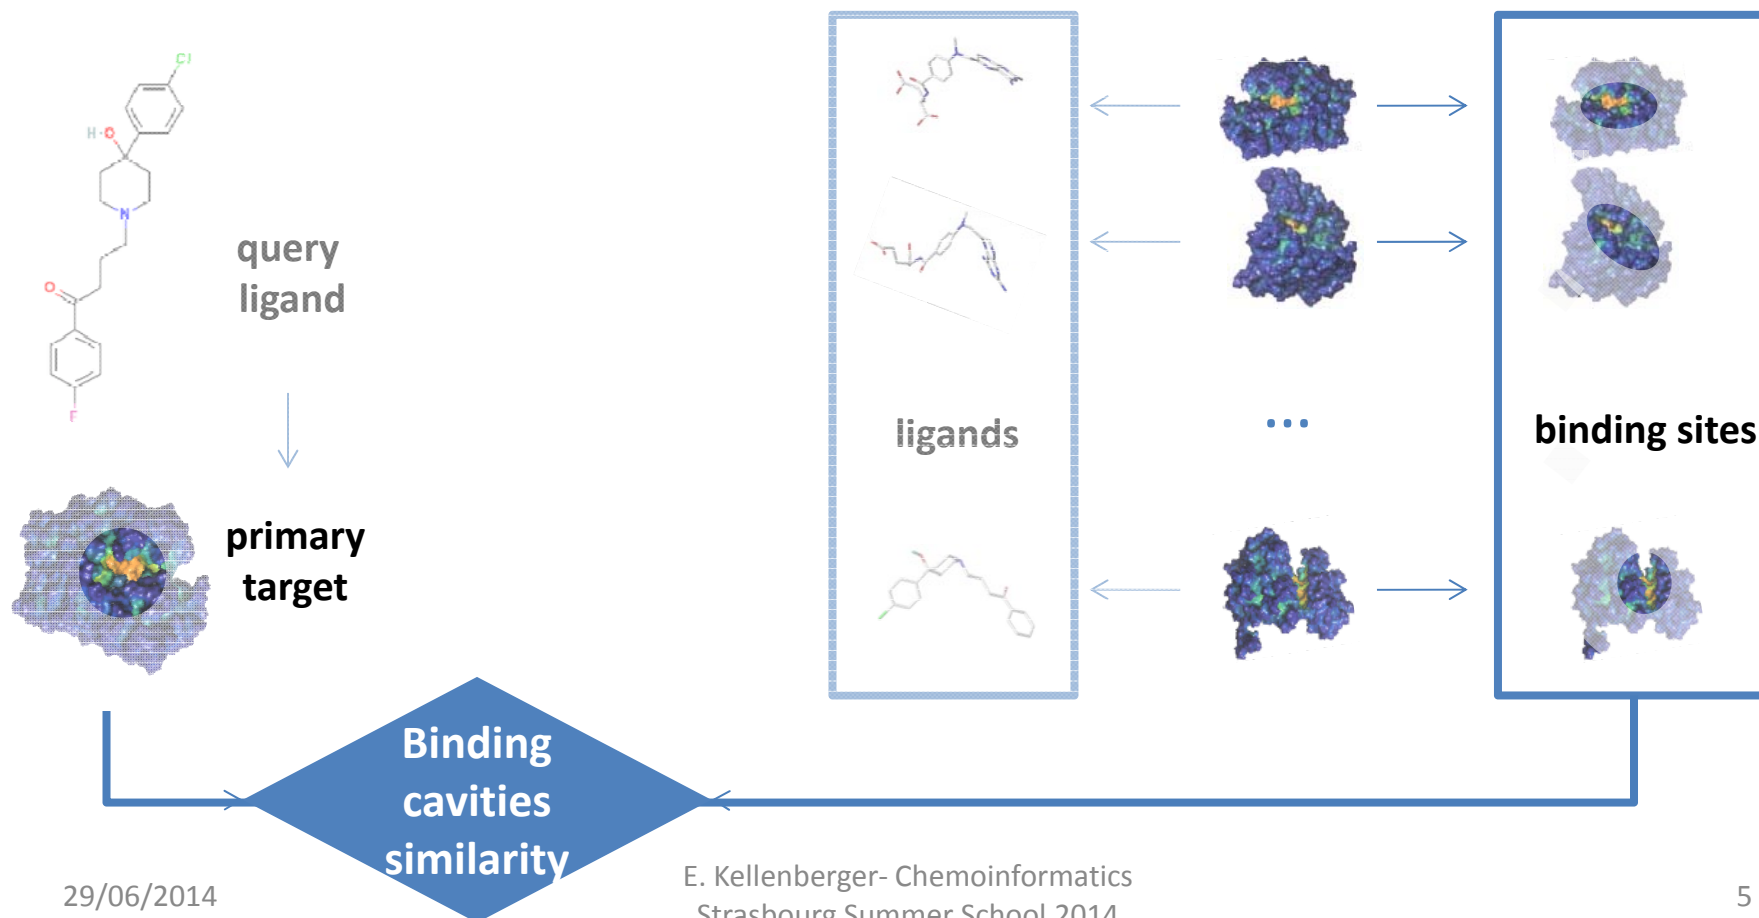 Cl
H-O
N
O
F
query
ligand
primary
target
ligands
...
binding sites
Binding
cavities
similarity
29/06/2014
E. Kellenberger- Chemoinformatics
Strasbourg Summer School 2014
5